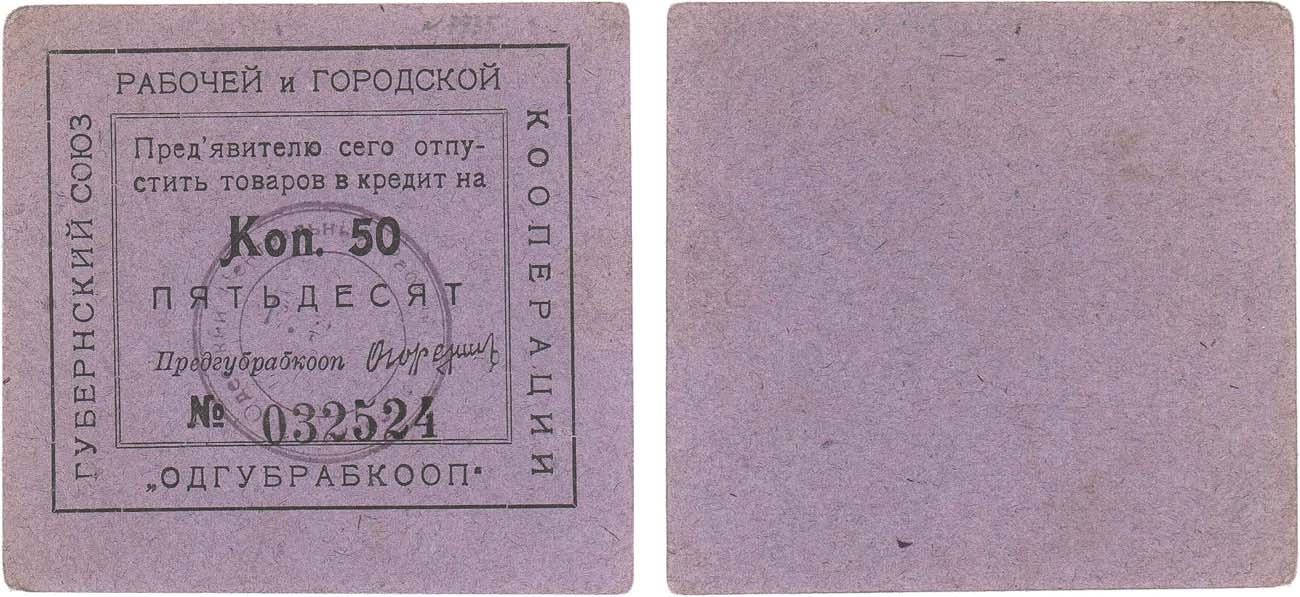 ГУБЕРНСКИЙ СОЮЗ
РАБОЧЕЙ и ГОРОДСКОЙ
КООПЕРАЦИИ
Пред'явителю сего отпу-
стить товаров в кредит на
Коп. 50
ПЯТЬДЕСЯТ
Предгубрабкооп
№ 032524
„ОДГУБРАБКООП“